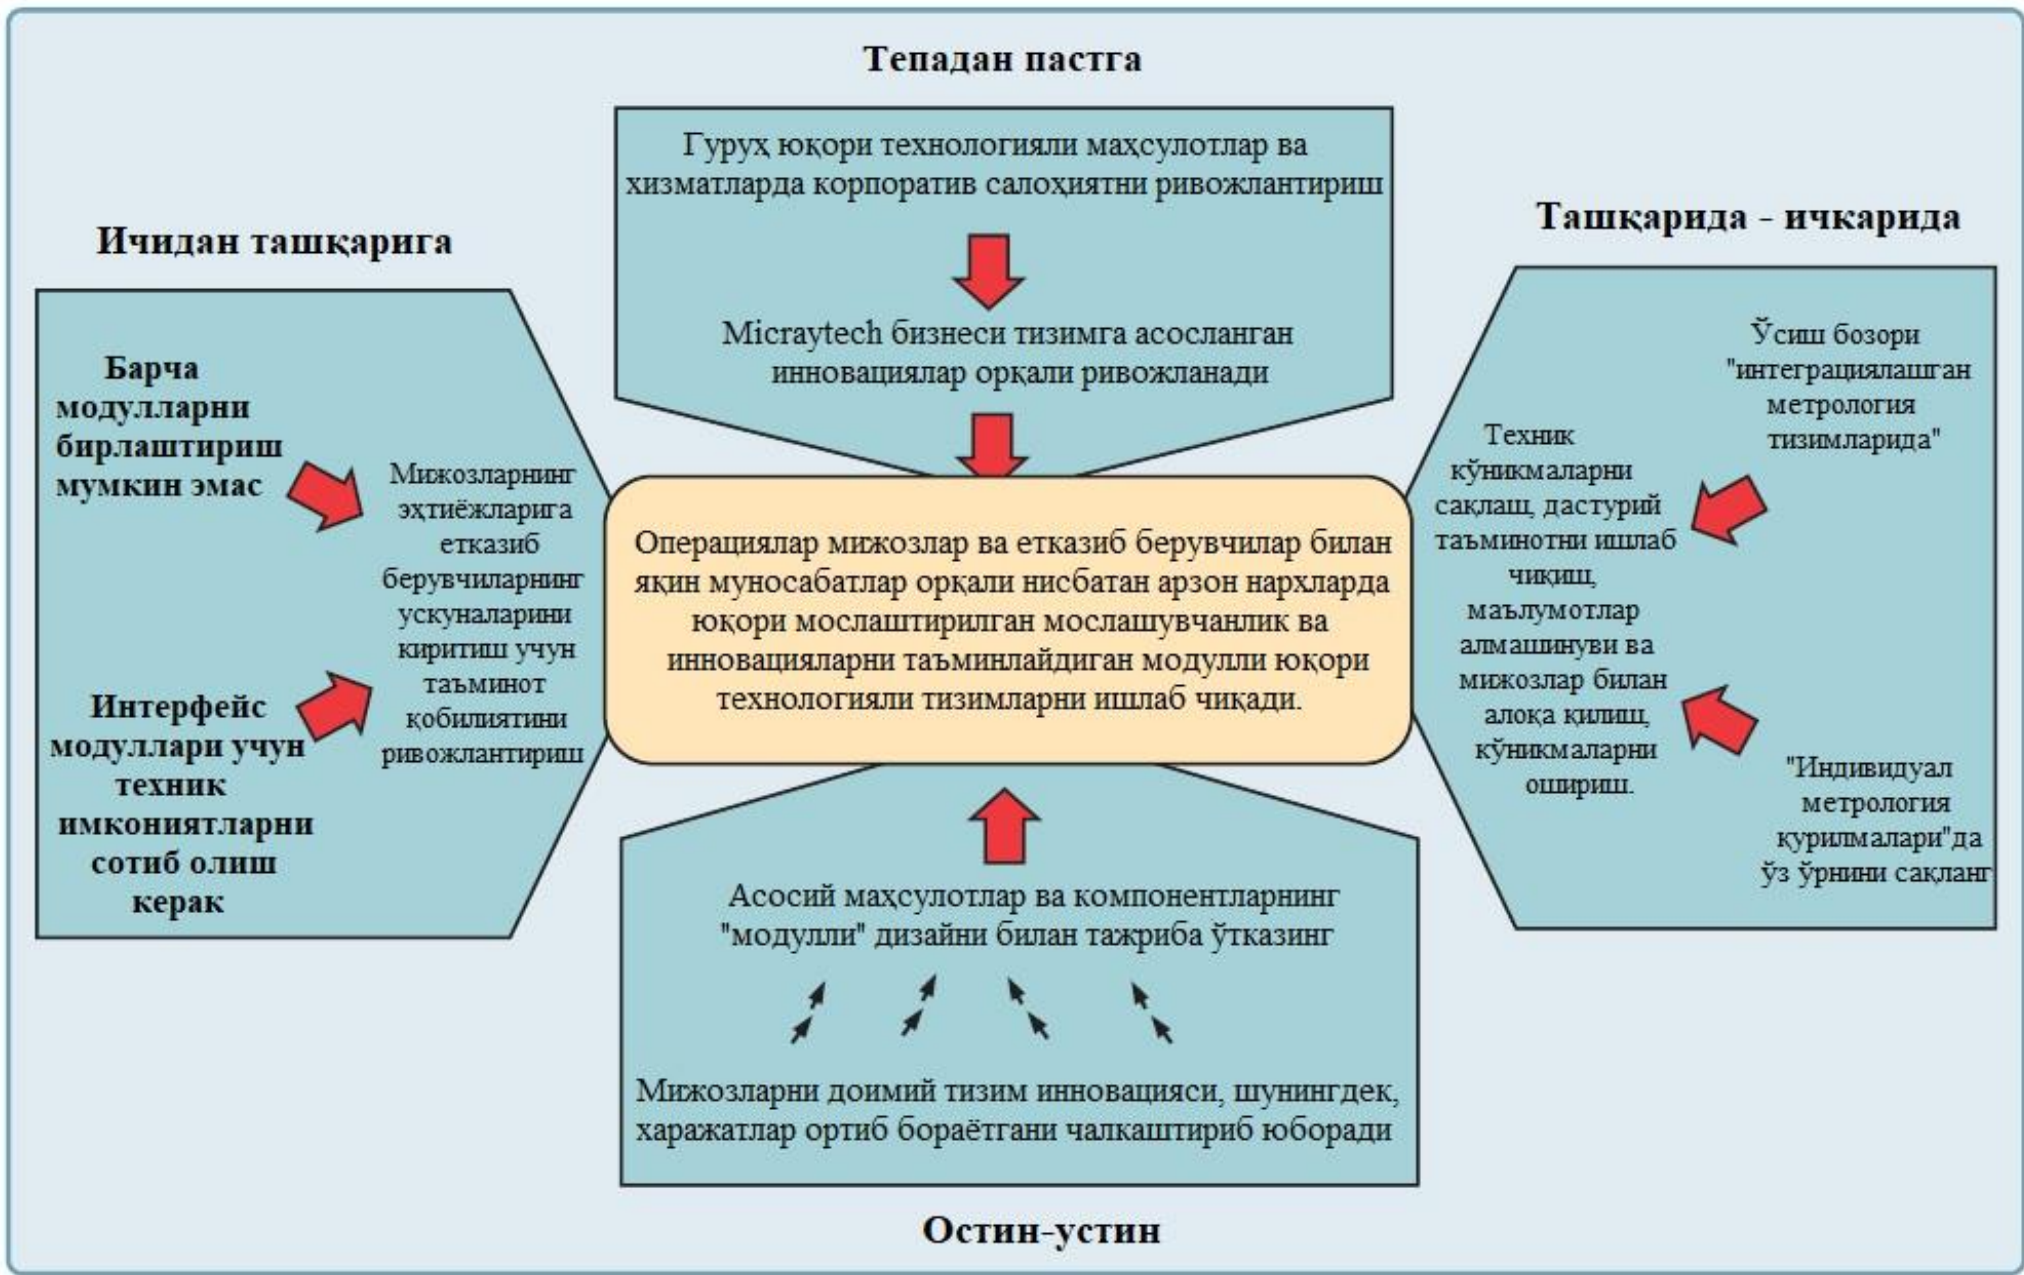 Тепадан пастга
Гуруҳ юқори технологияли маҳсулотлар ва
хизматларда корпоратив салоҳиятни ривожлантириш
Micraytech бизнеси тизимга асосланган
инновациялар орқали ривожланади
Ичидан ташқарига
Барча
модулларни
бирлаштириш
мумкин эмас
Интерфейс
модуллари учун
техник
имкониятларни
сотиб олиш
керак
Мижозларнинг
эҳтиёжларига
етказиб
берувчиларнинг
ускуналарини
киритиш учун
таъминот
қобилиятини
ривожлантириш
Операциялар мижозлар ва етказиб берувчилар билан
яқин муносабатлар орқали нисбатан арзон нархларда
юқори мослаштирилган мослашувчанлик ва
инновацияларни таъминлайдиган модулли юқори
технологияли тизимларни ишлаб чиқади.
Ташқарида - ичкарида
Техник
кўникмаларни
сақлаш, дастурий
таъминотни ишлаб
чиқиш,
маълумотлар
алмашинуви ва
мижозлар билан
алоқа қилиш,
кўникмаларни
ошириш.
Ўсиш бозори
"интеграциялашган
метрология
тизимларида"
"Индивидуал
метрология
қурилмалари"да
ўз ўрнини сақланг
Асосий маҳсулотлар ва компонентларнинг
"модулли" дизайни билан тажриба ўтказинг
Мижозларни доимий тизим инновацияси, шунингдек,
харажатлар ортиб бораётгани чалкаштириб юборади
Остин-устин